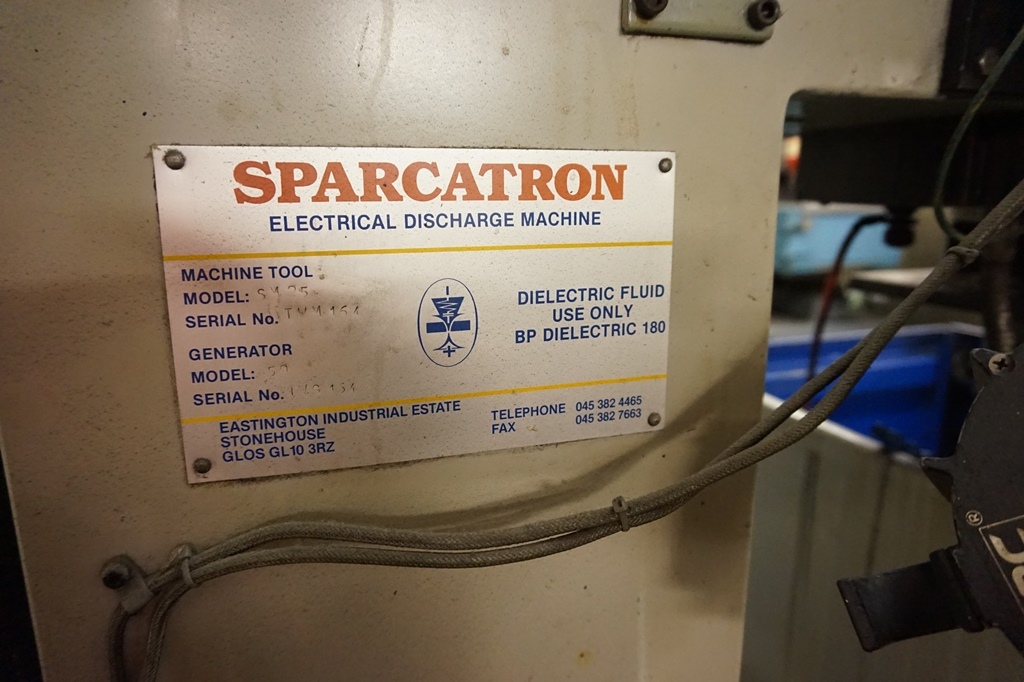 SPARCATRON
ELECTRICAL DISCHARGE MACHINE
MACHINE TOOL
MODEL:
SERIAL No.
GENERATOR
MODEL:
SERIAL No.
DIELECTRIC FLUID
USE ONLY
BP DIELECTRIC 180
EASTINGTON INDUSTRIAL ESTATE
STONEHOUSE
GLOS GL10 3RZ
TELEPHONE 045 382 4465
FAX 045 382 7663
®